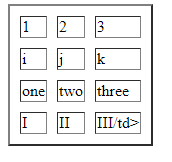 1 2 3
i j k
one two three
I II III/td>